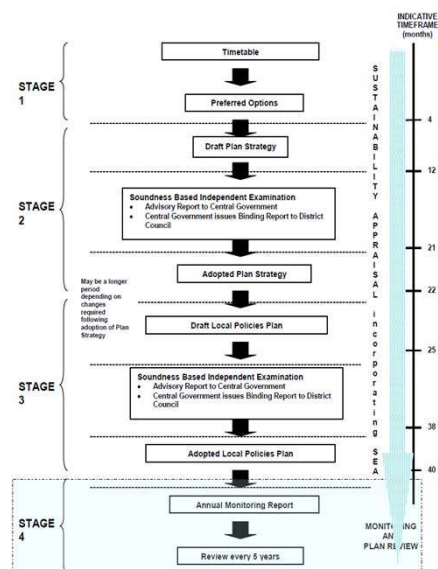 INDICATIVE
TIMEFRAME
(months)
STAGE
1
Timetable
Preferred Options
4
STAGE
2
Draft Plan Strategy
12
Soundness Based Independent Examination
• Advisory Report to Central Government
• Central Government issues Binding Report to District
Council
21
Adopted Plan Strategy
22
May be a longer
period
depending on
changes
required
following
adoption of Plan
Strategy
STAGE
3
Draft Local Policies Plan
25
Soundness Based Independent Examination
• Advisory Report to Central Government
• Central Government issues Binding Report to District
Council
38
Adopted Local Policies Plan
40
SUSTAINABILITY APPRAISAL incorporating SEA
STAGE
4
Annual Monitoring Report
Review every 5 years
MONITORING
AND
PLAN REVIEW